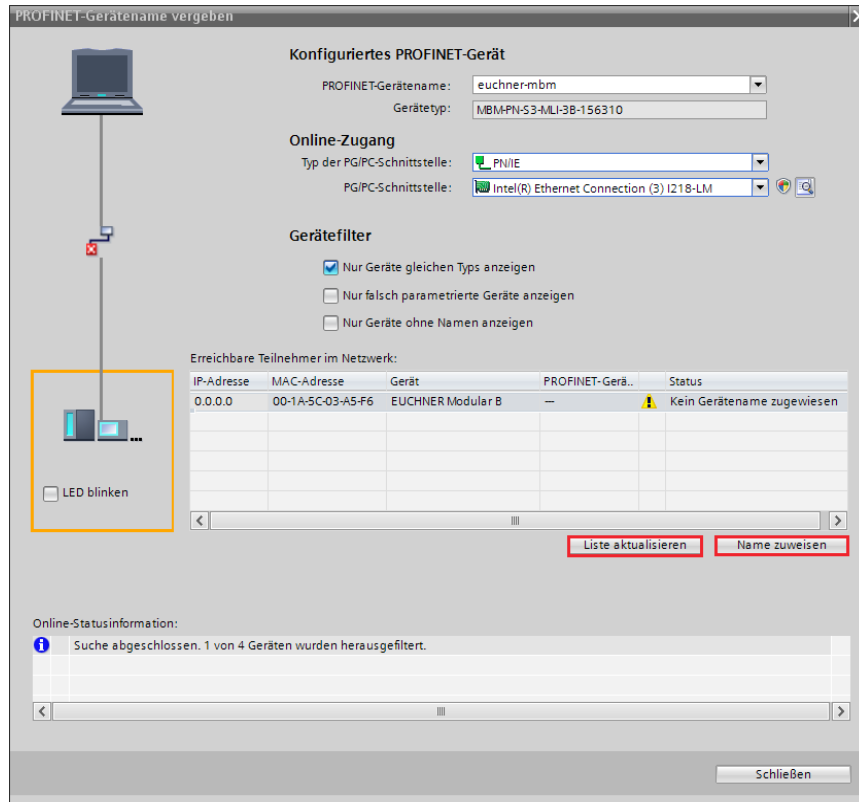 PROFINET-Gerätename vergeben
Konfiguriertes PROFINET-Gerät
PROFINET-Gerätename: euchner-mbm
Gerätetyp: MBM-PN-S3-MLI-3B-156310
Online-Zugang
Typ der PG/PC-Schnittstelle: PN/IE
PG/PC-Schnittstelle: Intel(R) Ethernet Connection (3) I218-LM
Gerätefilter
Nur Geräte gleichen Typs anzeigen
Nur falsch parametrierte Geräte anzeigen
Nur Geräte ohne Namen anzeigen
Erreichbare Teilnehmer im Netzwerk:
IP-Adresse MAC-Adresse Gerät PROFINET-Gerä.. Status
0.0.0.0 00-1A-5C-03-A5-F6 EUCHNER Modular B — Kein Gerätename zugewiesen
...
LED blinken
Liste aktualisieren Name zuweisen
Online-Statusinformation:
Suche abgeschlossen. 1 von 4 Geräten wurden herausgefiltert.
Schließen